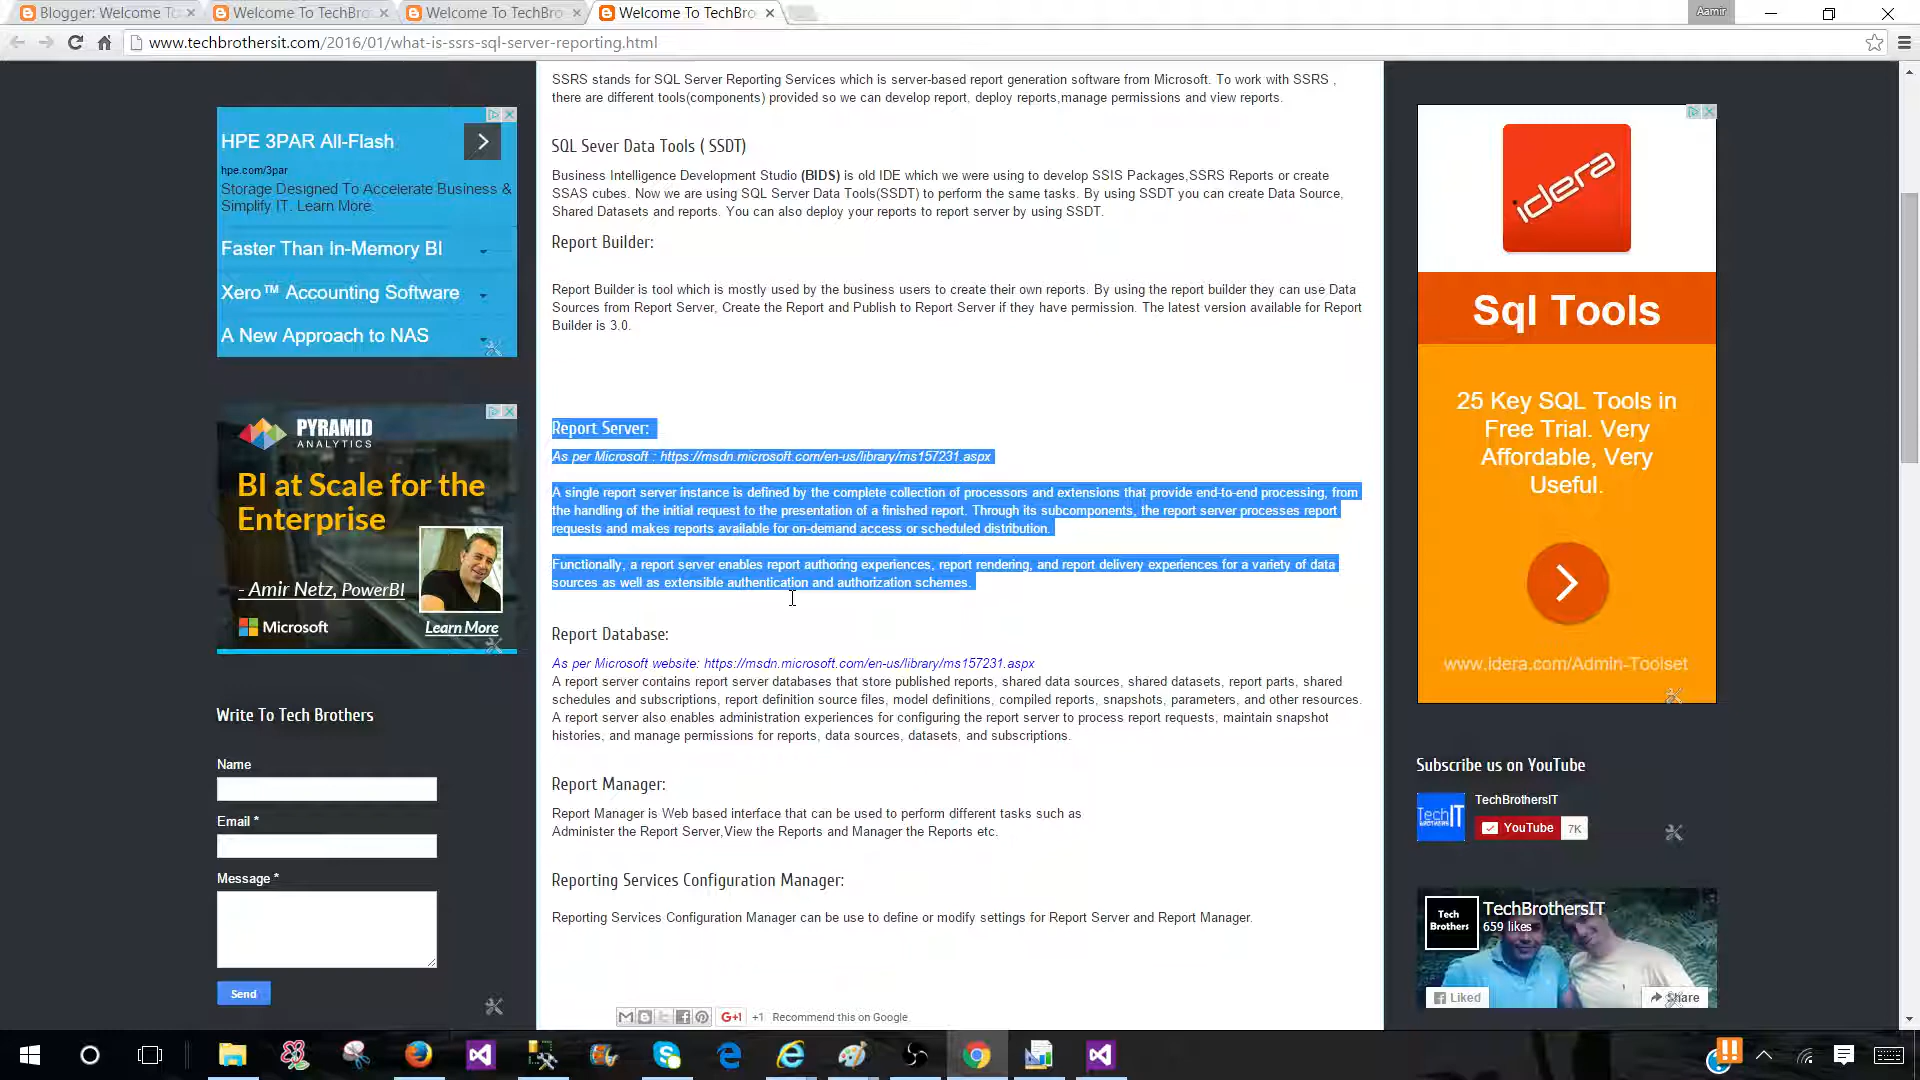 Blogger: Welcome To
Welcome To TechBro
Welcome To TechBro
Welcome To TechBro
Aamir
www.techbrothersit.com/2016/01/what-is-ssrs-sql-server-reporting.html
SSRS stands for SQL Server Reporting Services which is server-based report generation software from Microsoft. To work with SSRS ,
there are different tools(components) provided so we can develop report, deploy reports,manage permissions and view reports.
SQL Sever Data Tools ( SSDT)
Business Intelligence Development Studio (BIDS) is old IDE which we were using to develop SSIS Packages,SSRS Reports or create
SSAS cubes. Now we are using SQL Server Data Tools(SSDT) to perform the same tasks. By using SSDT you can create Data Source,
Shared Datasets and reports. You can also deploy your reports to report server by using SSDT.
Report Builder:
Report Builder is tool which is mostly used by the business users to create their own reports. By using the report builder they can use Data
Sources from Report Server, Create the Report and Publish to Report Server if they have permission. The latest version available for Report
Builder is 3.0.
Report Server:
As per Microsoft : https://msdn.microsoft.com/en-us/library/ms157231.aspx
A single report server instance is defined by the complete collection of processors and extensions that provide end-to-end processing, from
the handling of the initial request to the presentation of a finished report. Through its subcomponents, the report server processes report
requests and makes reports available for on-demand access or scheduled distribution.
Functionally, a report server enables report authoring experiences, report rendering, and report delivery experiences for a variety of data
sources as well as extensible authentication and authorization schemes.
Report Database:
As per Microsoft website: https://msdn.microsoft.com/en-us/library/ms157231.aspx
A report server contains report server databases that store published reports, shared data sources, shared datasets, report parts, shared
schedules and subscriptions, report definition source files, model definitions, compiled reports, snapshots, parameters, and other resources.
A report server also enables administration experiences for configuring the report server to process report requests, maintain snapshot
histories, and manage permissions for reports, data sources, datasets, and subscriptions.
Report Manager:
Report Manager is Web based interface that can be used to perform different tasks such as
Administer the Report Server,View the Reports and Manager the Reports etc.
Reporting Services Configuration Manager:
Reporting Services Configuration Manager can be use to define or modify settings for Report Server and Report Manager.
G+1 +1 Recommend this on Google
HPE 3PAR All-Flash
hpe.com/3par
Storage Designed To Accelerate Business &
Simplify IT. Learn More.
Faster Than In-Memory BI
Xero™ Accounting Software
A New Approach to NAS
PYRAMID
ANALYTICS
BI at Scale for the
Enterprise
- Amir Netz, PowerBI
Microsoft
Learn More
Write To Tech Brothers
Name
Email *
Message *
Send
idera
Sql Tools
25 Key SQL Tools in
Free Trial. Very
Affordable, Very
Useful.
www.idera.com/Admin-Toolset
Subscribe us on YouTube
TechIT
BROTHERS
TechBrothersIT
YouTube 7K
Tech
Brothers
TechBrothersIT
659 likes
Liked
Share